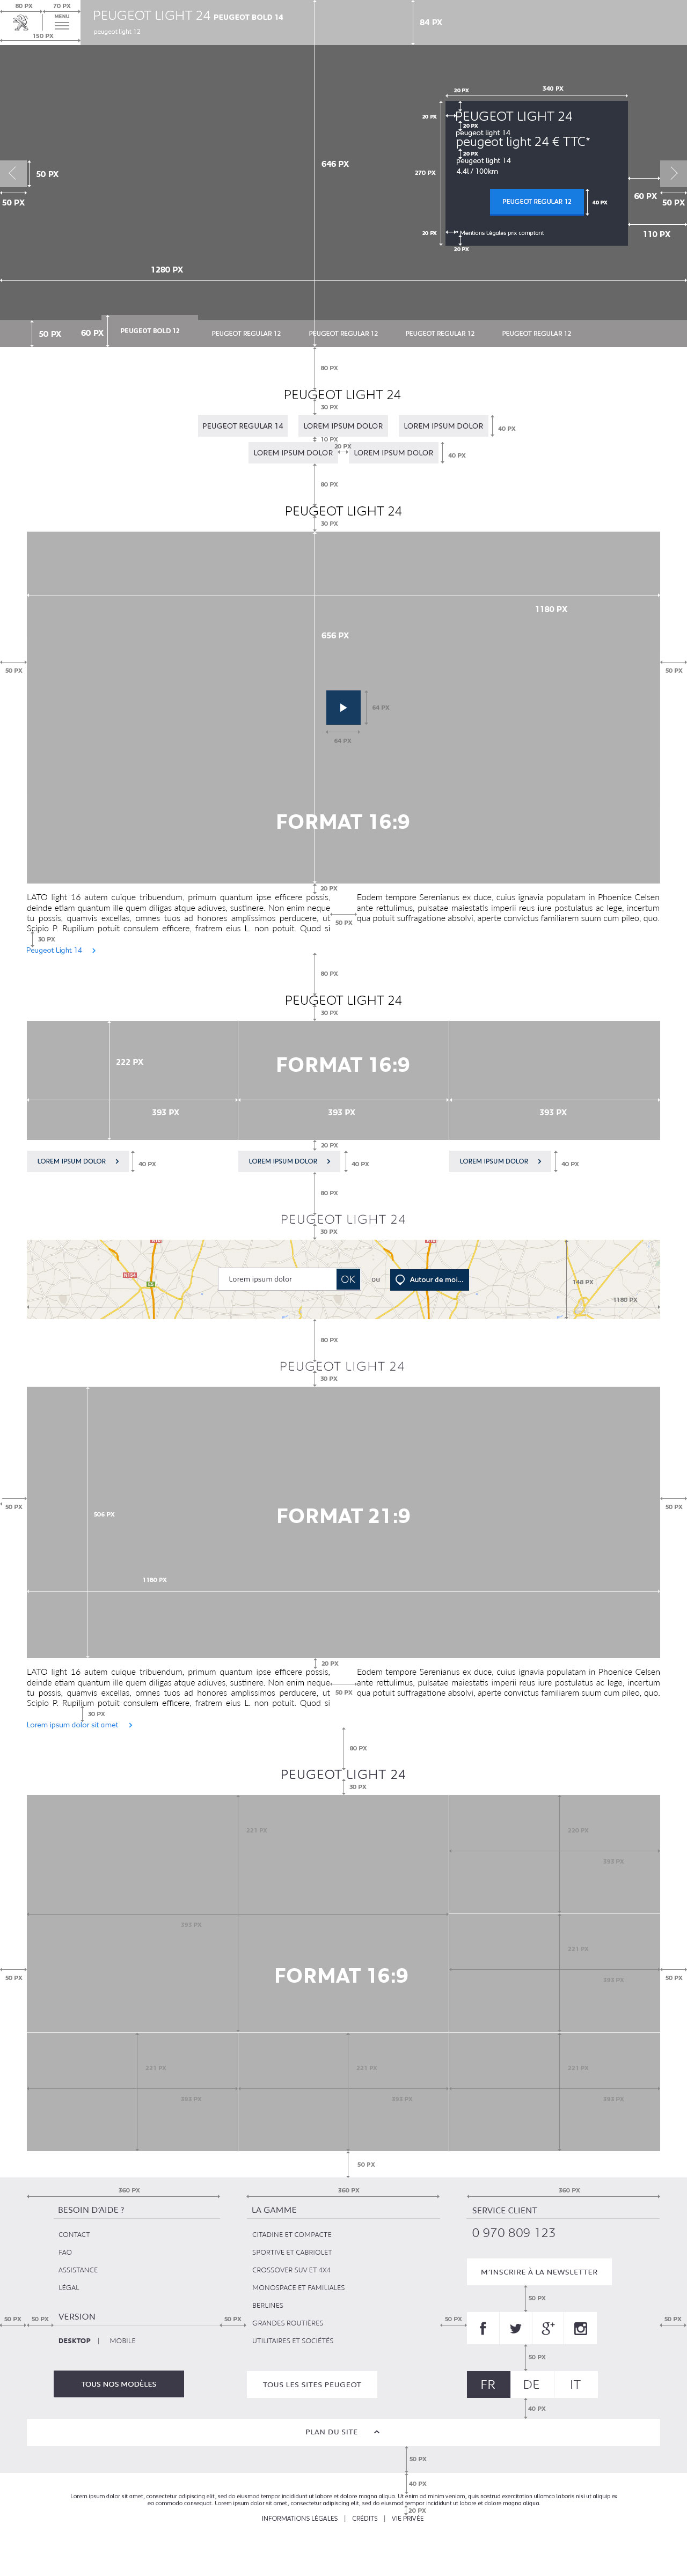 80 PX 70 PX
MENU
150 PX
PEUGEOT LIGHT 24 PEUGEOT BOLD 14
peugeot light 12
84 PX
20 PX 340 PX
20 PX PEUGEOT LIGHT 24
20 PX
peugeot light 14
peugeot light 24 € TTC*
20 PX
peugeot light 14
4.4l / 100km
646 PX
270 PX
50 PX
50 PX
PEUGEOT REGULAR 12
40 PX
60 PX 50 PX
20 PX * Mentions Légales prix comptant
110 PX
20 PX
1280 PX
50 PX 60 PX PEUGEOT BOLD 12 PEUGEOT REGULAR 12 PEUGEOT REGULAR 12 PEUGEOT REGULAR 12 PEUGEOT REGULAR 12
80 PX
PEUGEOT LIGHT 24
30 PX
PEUGEOT REGULAR 14 LOREM IPSUM DOLOR LOREM IPSUM DOLOR 40 PX
10 PX
20 PX
LOREM IPSUM DOLOR LOREM IPSUM DOLOR 40 PX
80 PX
PEUGEOT LIGHT 24
30 PX
1180 PX
656 PX
50 PX 50 PX
64 PX
64 PX
FORMAT 16:9
20 PX
LATO light 16 autem cuique tribuendum, primum quantum ipse efficere possis,
deinde etiam quantum ille quem diligas atque adiuves, sustinere. Non enim neque
tu possis, quamvis excellas, omnes tuos ad honores amplissimos perducere, ut
Scipio P. Rupilium potuit consulem efficere, fratrem eius L. non potuit. Quod si
50 PX
Eodem tempore Serenianus ex duce, cuius ignavia populatam in Phoenice Celsen
ante rettulimus, pulsatae maiestatis imperii reus iure postulatus ac lege, incertum
qua potuit suffragatione absolvi, aperte convictus familiarem suum cum pileo, quo.
30 PX
Peugeot Light 14
80 PX
PEUGEOT LIGHT 24
30 PX
222 PX
FORMAT 16:9
393 PX 393 PX 393 PX
20 PX
LOREM IPSUM DOLOR 40 PX LOREM IPSUM DOLOR 40 PX LOREM IPSUM DOLOR 40 PX
80 PX
PEUGEOT LIGHT 24
30 PX
N104
Lorem ipsum dolor OK ou Autour de moi...
148 PX
1180 PX
80 PX
PEUGEOT LIGHT 24
30 PX
50 PX 50 PX
506 PX
FORMAT 21:9
1180 PX
20 PX
LATO light 16 autem cuique tribuendum, primum quantum ipse efficere possis,
deinde etiam quantum ille quem diligas atque adiuves, sustinere. Non enim neque
tu possis, quamvis excellas, omnes tuos ad honores amplissimos perducere, ut
Scipio P. Rupilium potuit consulem efficere, fratrem eius L. non potuit. Quod si
50 PX
Eodem tempore Serenianus ex duce, cuius ignavia populatam in Phoenice Celsen
ante rettulimus, pulsatae maiestatis imperii reus iure postulatus ac lege, incertum
qua potuit suffragatione absolvi, aperte convictus familiarem suum cum pileo, quo.
30 PX
Lorem ipsum dolor sit amet
80 PX
PEUGEOT LIGHT 24
30 PX
221 PX 220 PX
393 PX
393 PX
221 PX
FORMAT 16:9
50 PX 393 PX 50 PX
221 PX 221 PX 221 PX
393 PX 393 PX 393 PX
50 PX
360 PX 360 PX 360 PX
BESOIN D'AIDE ?
CONTACT
FAQ
ASSISTANCE
LÉGAL
VERSION
50 PX 50 PX
DESKTOP | MOBILE
TOUS NOS MODÈLES
LA GAMME
CITADINE ET COMPACTE
SPORTIVE ET CABRIOLET
CROSSOVER SUV ET 4X4
MONOSPACE ET FAMILIALES
BERLINES
50 PX GRANDES ROUTIÈRES
UTILITAIRES ET SOCIÉTÉS
TOUS LES SITES PEUGEOT
SERVICE CLIENT
0 970 809 123
M'INSCRIRE À LA NEWSLETTER
50 PX
50 PX f g+ 50 PX
50 PX
FR DE IT
40 PX
PLAN DU SITE
50 PX
40 PX
Lorem ipsum dolor sit amet, consectetur adipiscing elit, sed do eiusmod tempor incididunt ut labore et dolore magna aliqua. Ut enim ad minim veniam, quis nostrud exercitation ullamco laboris nisi ut aliquip ex
ea commodo consequat. Lorem ipsum dolor sit amet, consectetur adipiscing elit, sed do eiusmod tempor incididunt ut labore et dolore magna aliqua.
20 PX
INFORMATIONS LÉGALES | CRÉDITS | VIE PRIVÉE